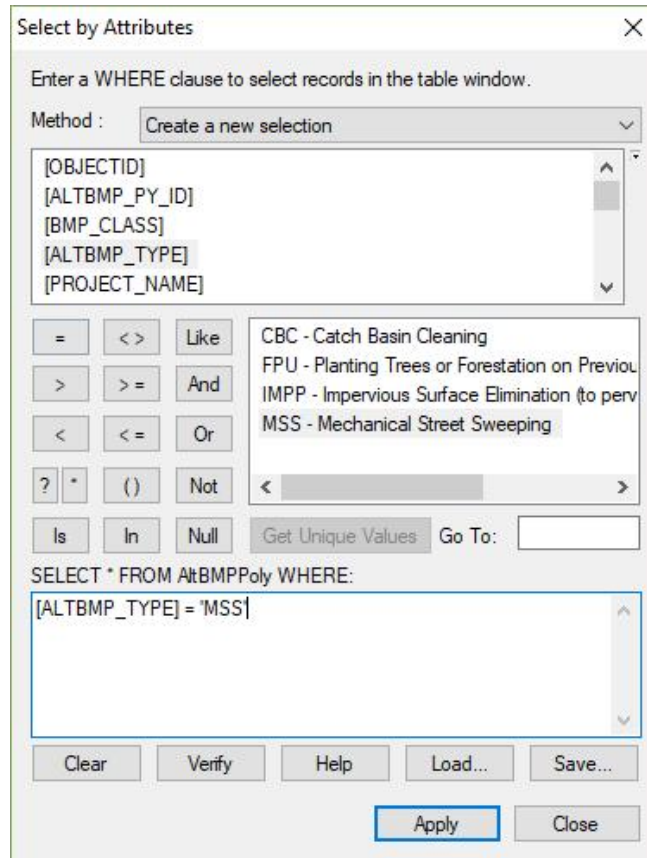 Select by Attributes
Enter a WHERE clause to select records in the table window.
Method : Create a new selection
[OBJECTID]
[ALTBMP_PY_ID]
[BMP_CLASS]
[ALTBMP_TYPE]
[PROJECT_NAME]
= < > Like
> > = And
< < = Or
? * ( ) Not
Is In Null
CBC - Catch Basin Cleaning
FPU - Planting Trees or Forestation on Previou
IMPP - Impervious Surface Elimination (to perv
MSS - Mechanical Street Sweeping
Get Unique Values Go To:
SELECT * FROM AltBMPPoly WHERE:
[ALTBMP_TYPE] = 'MSS'
Clear Verify Help Load... Save...
Apply Close